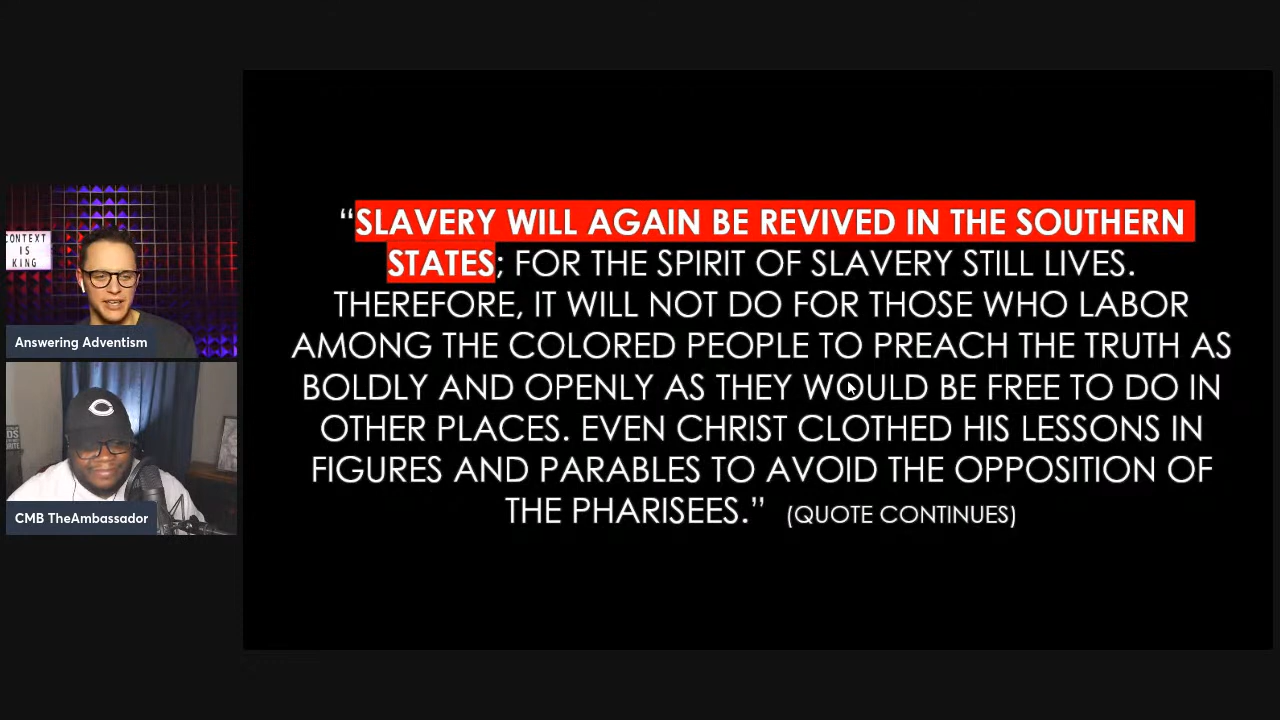 CONTEXT
IS
KING
Answering Adventism
CMB TheAmbassador
“SLAVERY WILL AGAIN BE REVIVED IN THE SOUTHERN
STATES; FOR THE SPIRIT OF SLAVERY STILL LIVES.
THEREFORE, IT WILL NOT DO FOR THOSE WHO LABOR
AMONG THE COLORED PEOPLE TO PREACH THE TRUTH AS
BOLDLY AND OPENLY AS THEY WOULD BE FREE TO DO IN
OTHER PLACES. EVEN CHRIST CLOTHED HIS LESSONS IN
FIGURES AND PARABLES TO AVOID THE OPPOSITION OF
THE PHARISEES.” (QUOTE CONTINUES)